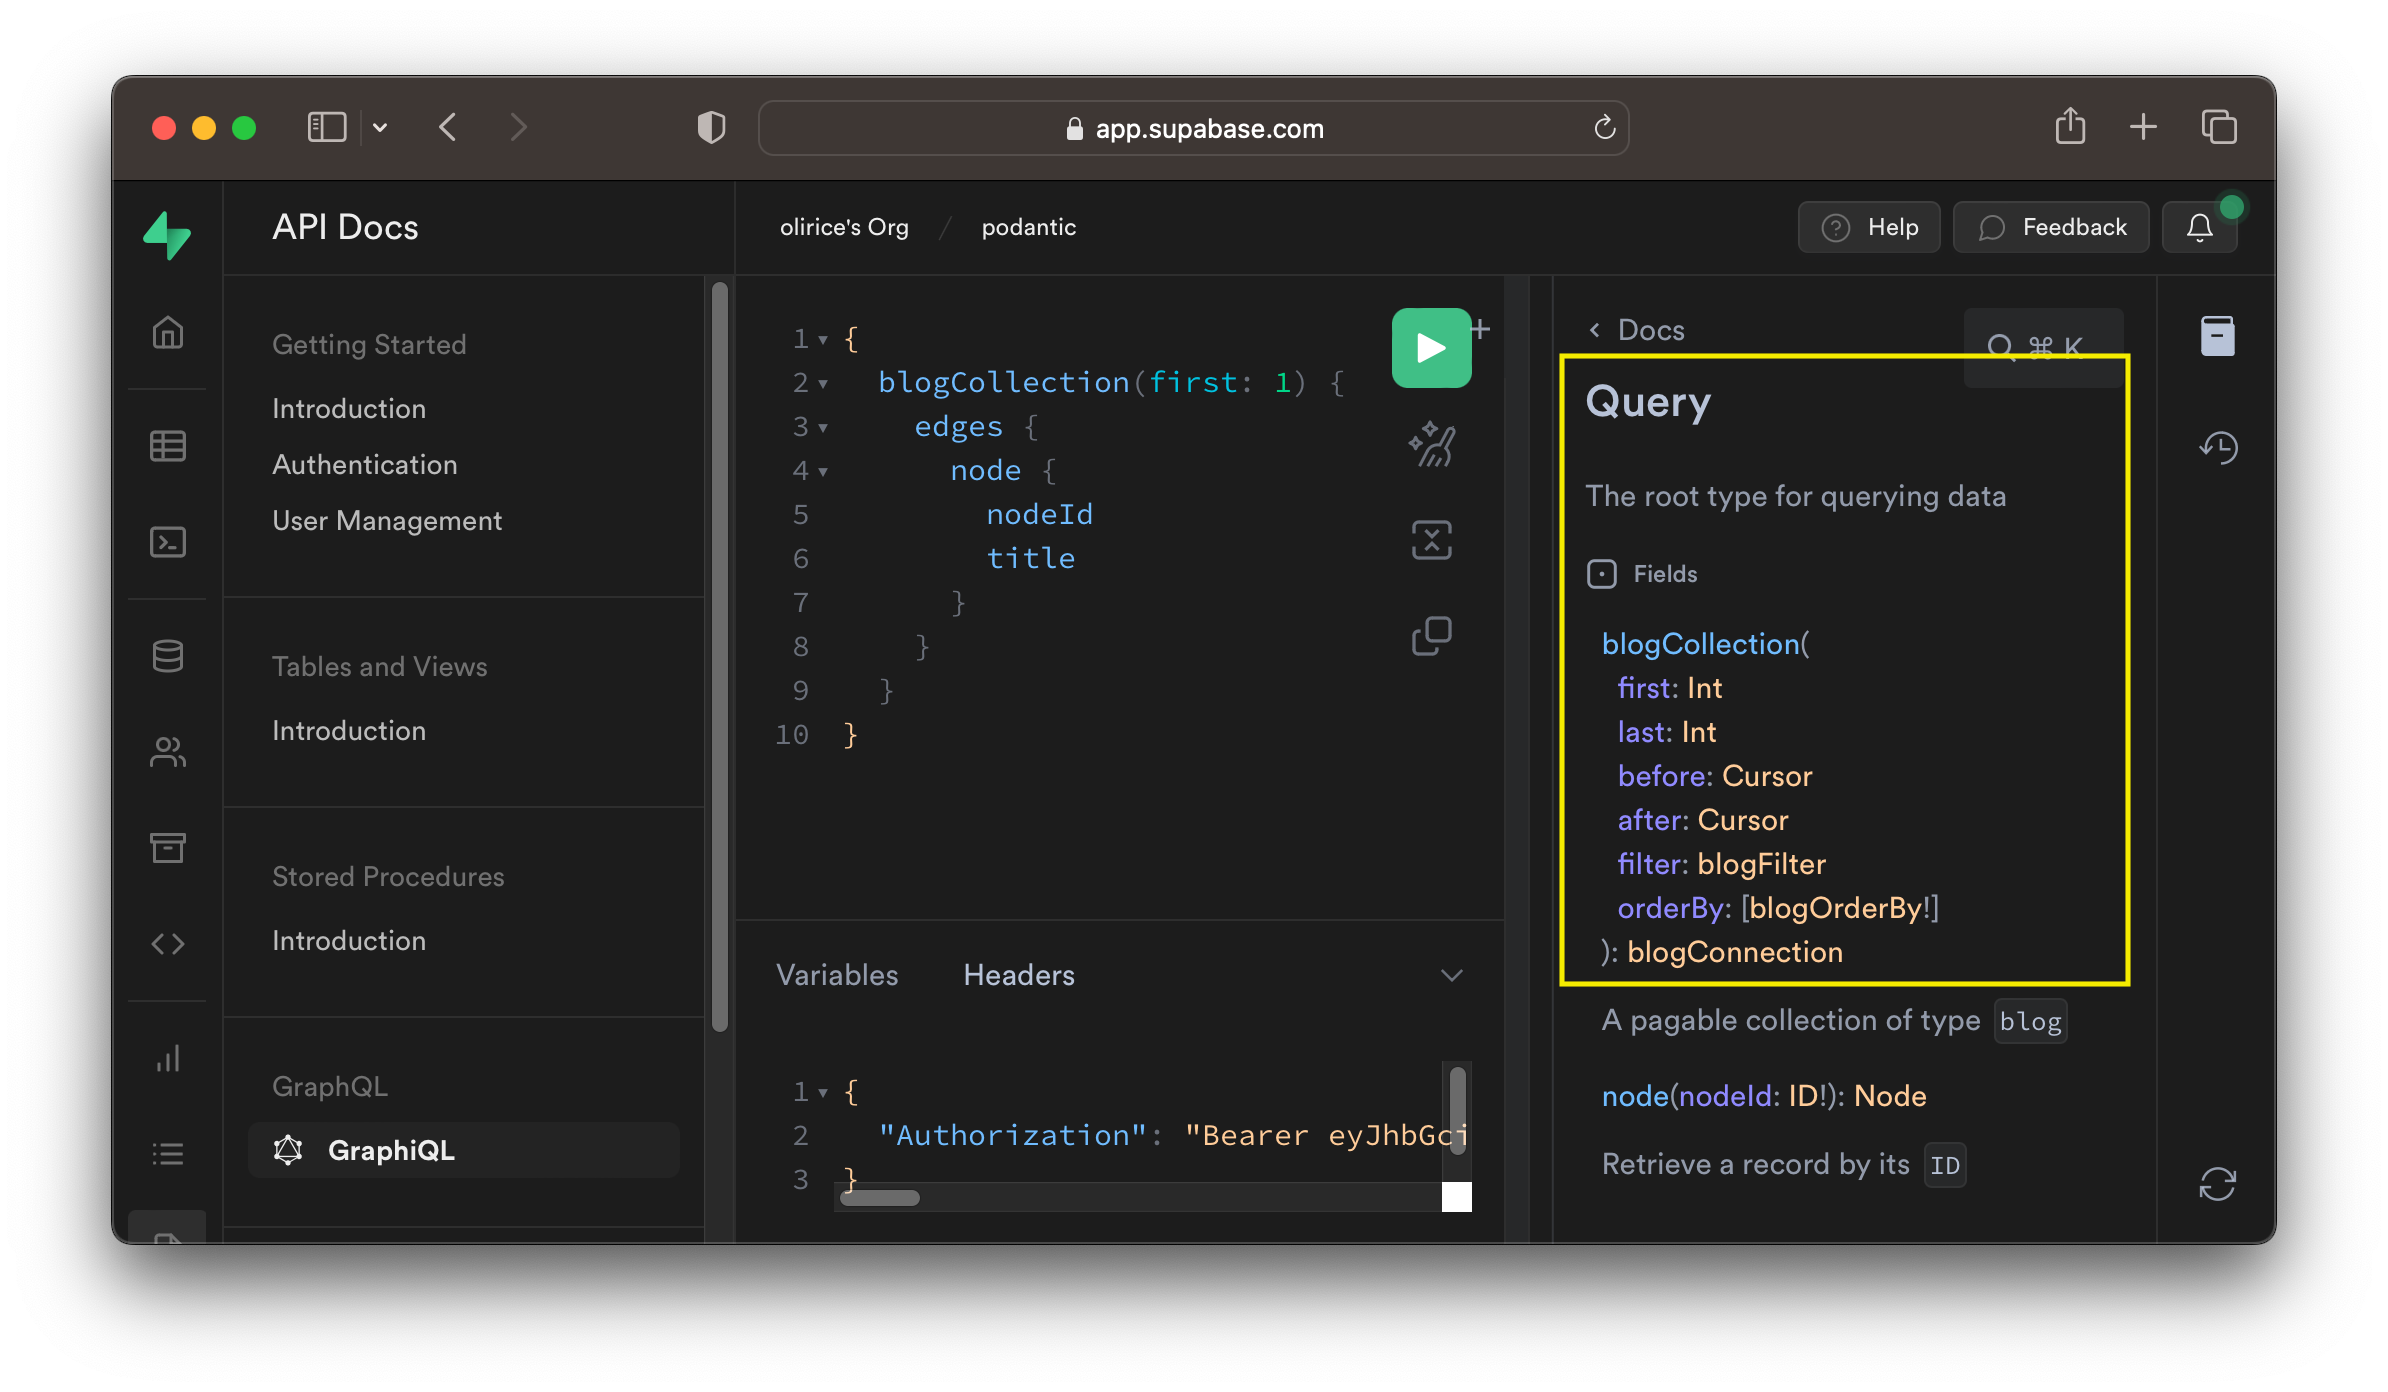 app.supabase.com
API Docs
olirice's Org / podantic
Help
Feedback
Getting Started
Introduction
Authentication
User Management
Tables and Views
Introduction
Stored Procedures
Introduction
GraphQL
GraphiQL
1 {
2 blogCollection(first: 1) {
3 edges {
4 node {
5 nodeId
6 title
7 }
8 }
9 }
10 }
Variables Headers
1 {
2 "Authorization": "Bearer eyJhbGci
3 }
Docs
⌘ K
Query
The root type for querying data
Fields
blogCollection(
first: Int
last: Int
before: Cursor
after: Cursor
filter: blogFilter
orderBy: [blogOrderBy!]
): blogConnection
A pagable collection of type blog
node(nodeId: ID!): Node
Retrieve a record by its ID